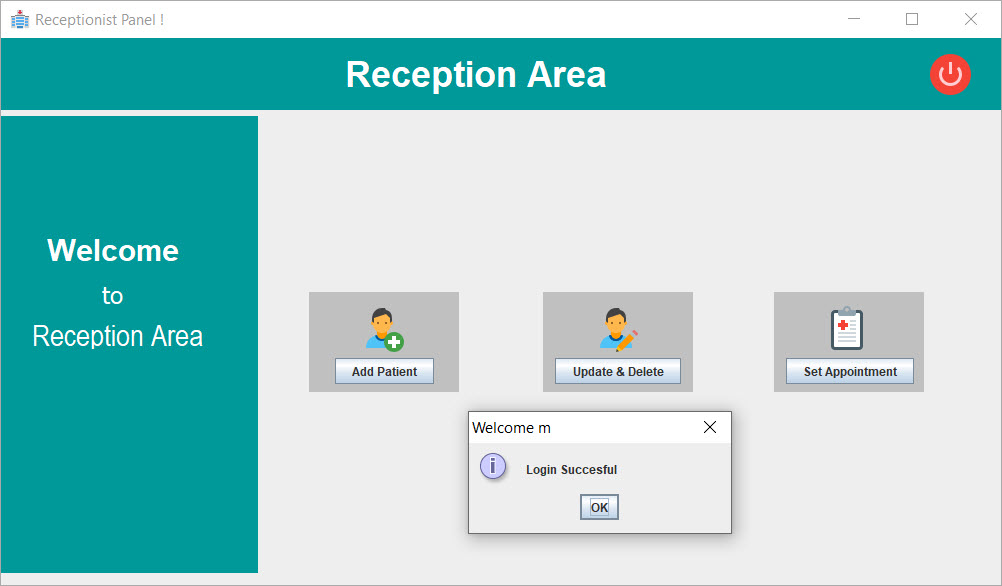 Receptionist Panel !
Reception Area
Welcome
to
Reception Area
Add Patient
Update & Delete
Set Appointment
Welcome m
Login Succesful
OK